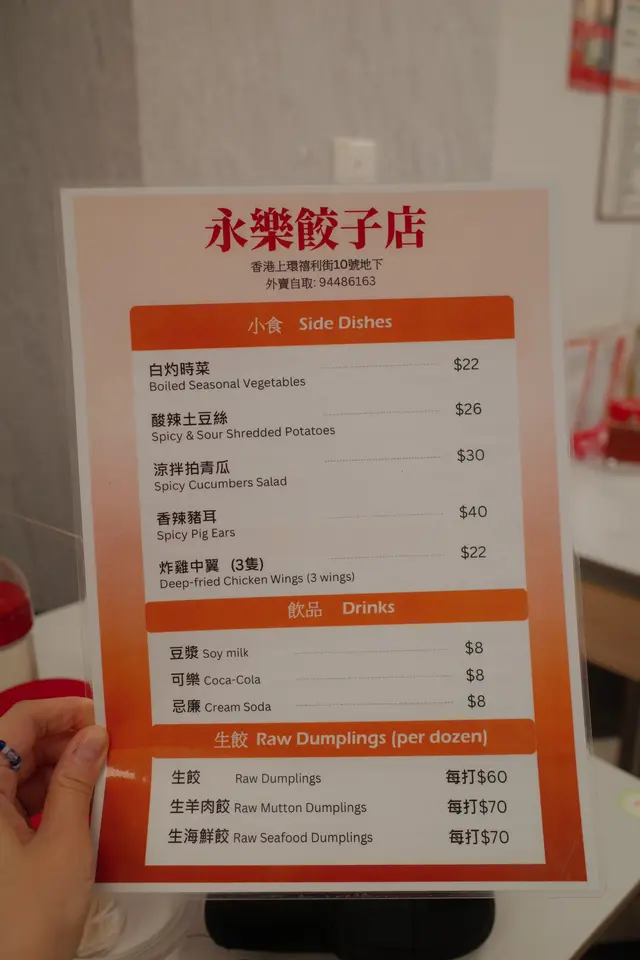 永樂餃子店
香港上環禧利街10號地下
外賣自取: 94486163
小食 Side Dishes
白灼時菜 $22
Boiled Seasonal Vegetables
酸辣土豆絲 $26
Spicy & Sour Shredded Potatoes
涼拌拍青瓜 $30
Spicy Cucumbers Salad
香辣豬耳 $40
Spicy Pig Ears
炸雞中翼 (3隻) $22
Deep-fried Chicken Wings (3 wings)
飲品 Drinks
豆漿 Soy milk $8
可樂 Coca-Cola $8
忌廉 Cream Soda $8
生餃 Raw Dumplings (per dozen)
生餃 Raw Dumplings 每打$60
生羊肉餃 Raw Mutton Dumplings 每打$70
生海鮮餃 Raw Seafood Dumplings 每打$70